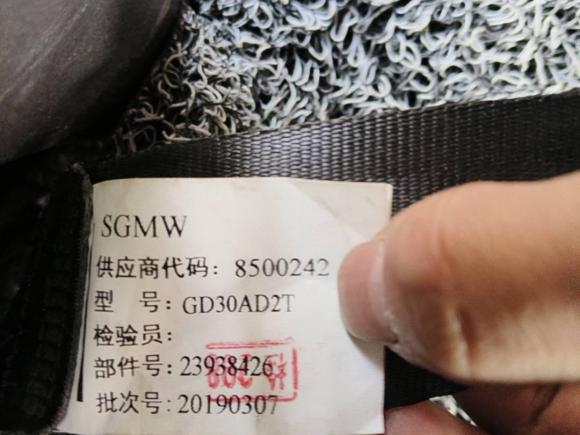 SGMW
供应商代码: 8500242
型 号: GD30AD2T
检验员:
部件号: 23938426
批次号: 20190307